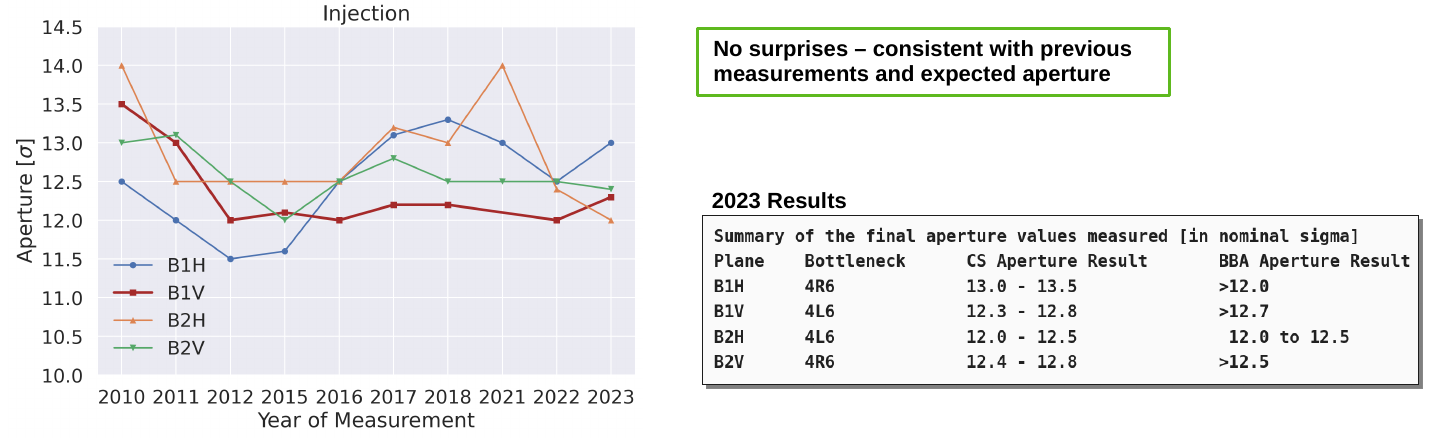 Injection
14.5
14.0
13.5
13.0
12.5
12.0
11.5
11.0
10.5
10.0
Aperture [σ]
B1H
B1V
B2H
B2V
2010 2011 2012 2015 2016 2017 2018 2021 2022 2023
Year of Measurement
No surprises – consistent with previous
measurements and expected aperture
2023 Results
Summary of the final aperture values measured [in nominal sigma]
Plane Bottleneck CS Aperture Result BBA Aperture Result
B1H 4R6 13.0 - 13.5 >12.0
B1V 4L6 12.3 - 12.8 >12.7
B2H 4L6 12.0 - 12.5 12.0 to 12.5
B2V 4R6 12.4 - 12.8 >12.5